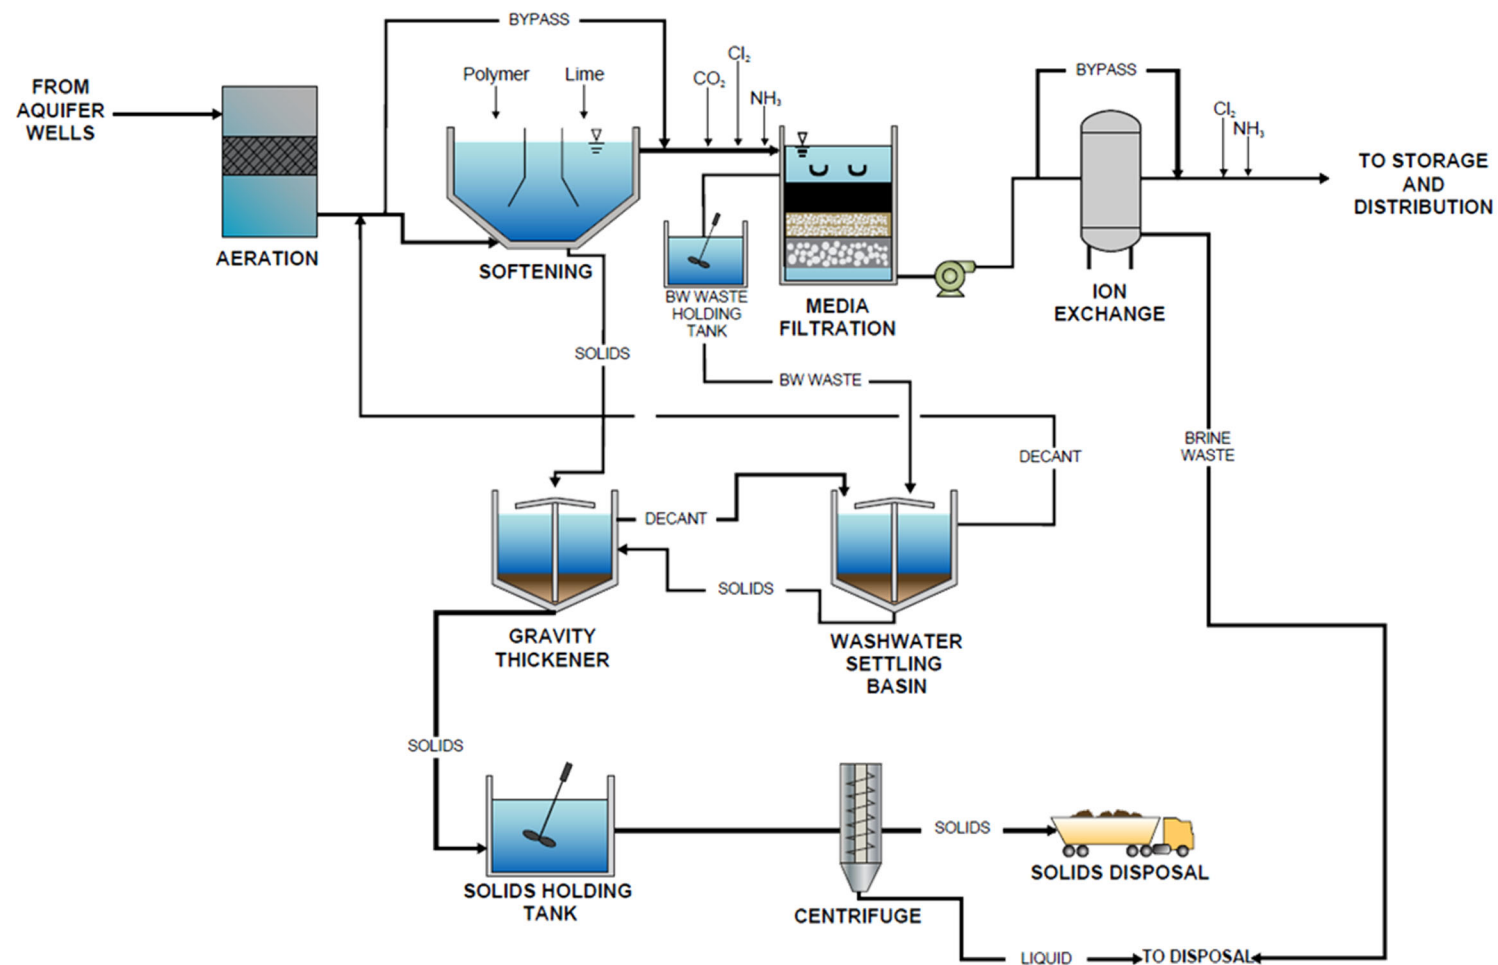 BYPASS
Polymer
Lime
CO₂
Cl₂
NH₃
FROM
AQUIFER
WELLS
AERATION
SOFTENING
BW WASTE
HOLDING
TANK
MEDIA
FILTRATION
BYPASS
ION
EXCHANGE
Cl₂
NH₃
TO STORAGE
AND
DISTRIBUTION
SOLIDS
BW WASTE
DECANT
BRINE
WASTE
DECANT
SOLIDS
GRAVITY
THICKENER
WASHWATER
SETTLING
BASIN
SOLIDS
SOLIDS HOLDING
TANK
CENTRIFUGE
SOLIDS
SOLIDS DISPOSAL
LIQUID
TO DISPOSAL